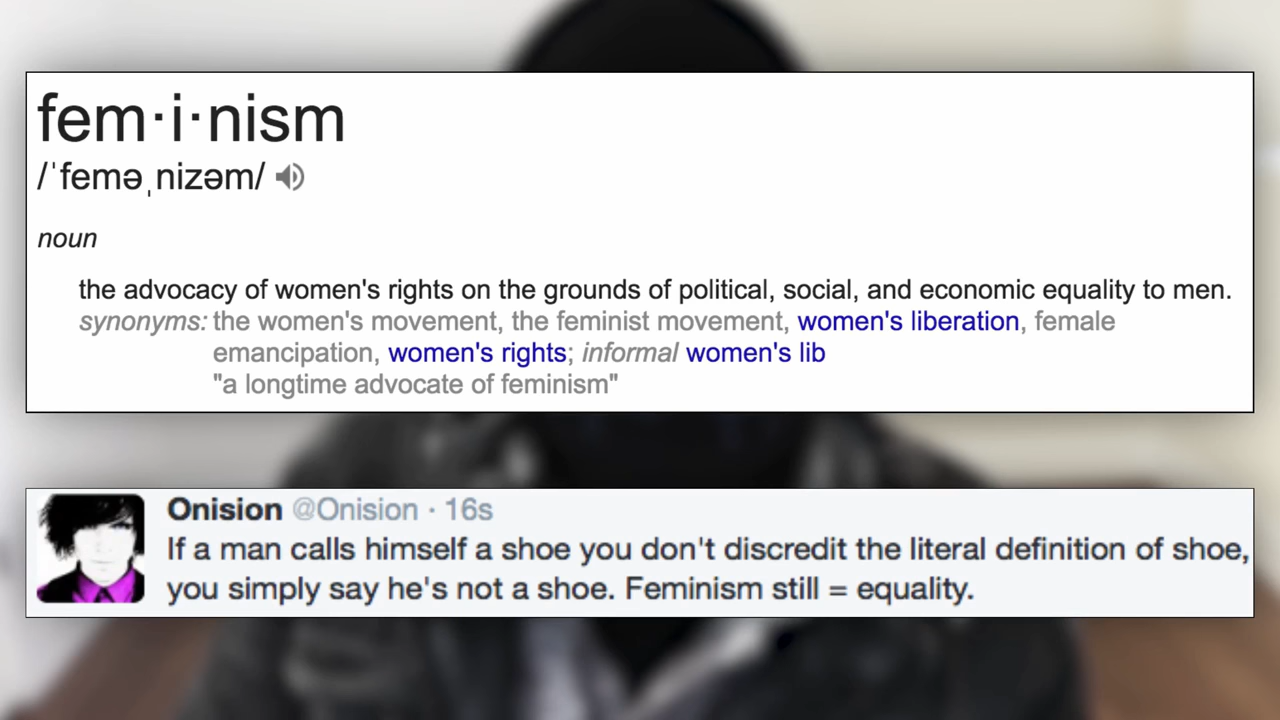 fem·i·nism
/ˈfeməˌnizəm/
noun
the advocacy of women's rights on the grounds of political, social, and economic equality to men.
synonyms: the women's movement, the feminist movement, women's liberation, female
emancipation, women's rights; informal women's lib
"a longtime advocate of feminism"
Onision @Onision · 16s
If a man calls himself a shoe you don't discredit the literal definition of shoe,
you simply say he's not a shoe. Feminism still = equality.